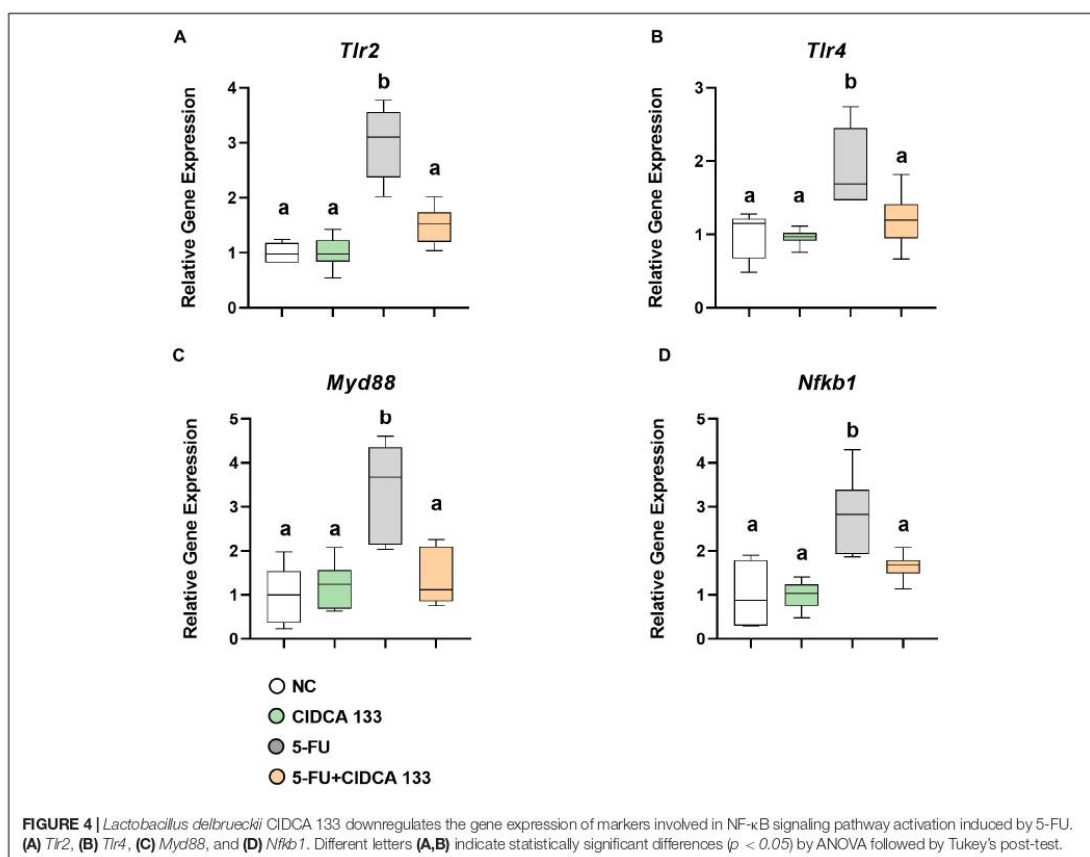 A
Tlr2
Relative Gene Expression
4
3
2
1
0
a
a
b
a
B
Tlr4
Relative Gene Expression
3
2
1
0
a
a
b
a
C
Myd88
Relative Gene Expression
5
4
3
2
1
0
a
a
b
a
D
Nfkb1
Relative Gene Expression
5
4
3
2
1
0
a
a
b
a
NC
CIDCA 133
5-FU
5-FU+CIDCA 133
FIGURE 4 | Lactobacillus delbrueckii CIDCA 133 downregulates the gene expression of markers involved in NF-κB signaling pathway activation induced by 5-FU.
(A) Tlr2, (B) Tlr4, (C) Myd88, and (D) Nfkb1. Different letters (A,B) indicate statistically significant differences (p < 0.05) by ANOVA followed by Tukey's post-test.